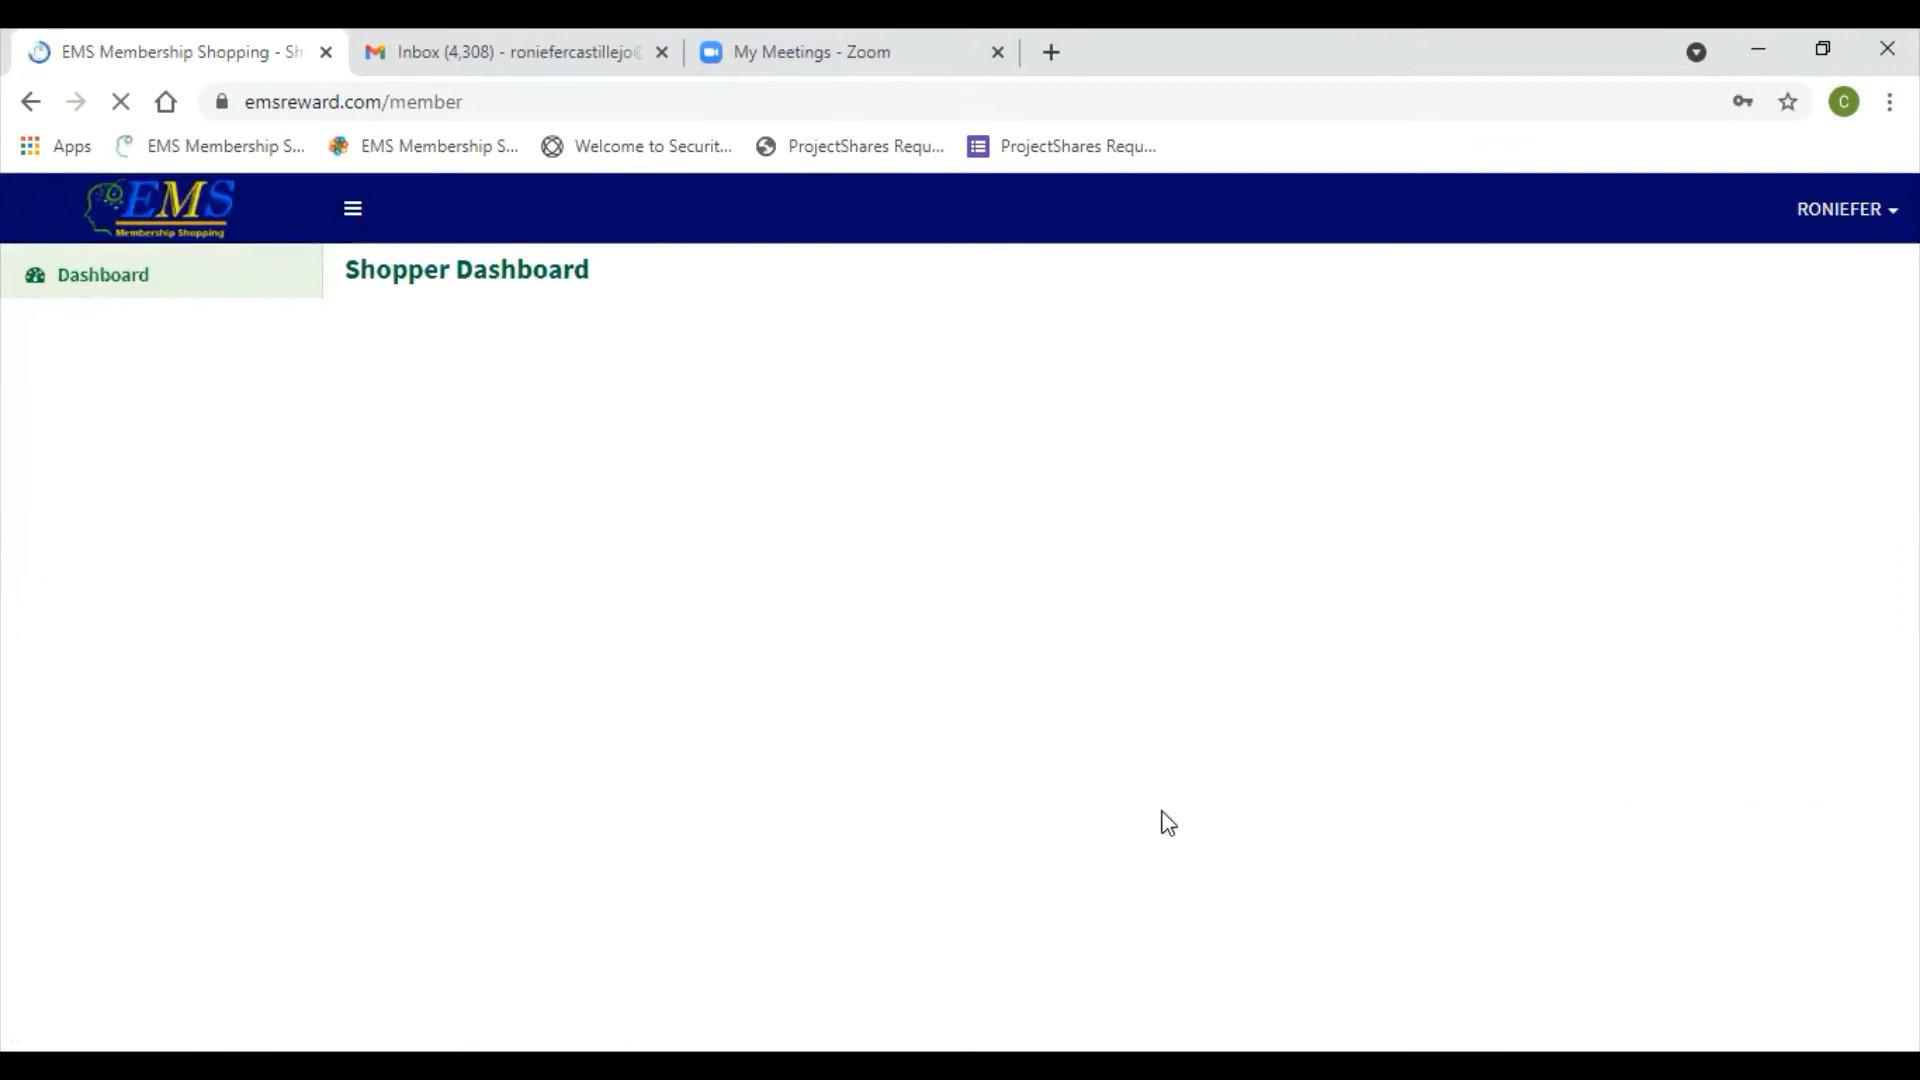 EMS Membership Shopping - Sh
Inbox (4,308) - roniefercastillejo@
My Meetings - Zoom
emsreward.com/member
C
Apps
EMS Membership S...
EMS Membership S...
Welcome to Securit...
ProjectShares Requ...
ProjectShares Requ...
EMS
Membership Shopping
RONIEFER
Dashboard
Shopper Dashboard